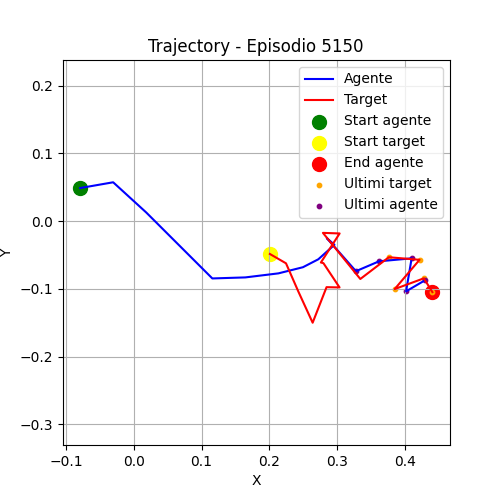 Trajectory - Episodio 5150
Agente
Target
Start agente
Start target
End agente
Ultimi target
Ultimi agente
0.2
0.1
0.0
−0.1
−0.2
−0.3
Y
−0.1
0.0
0.1
0.2
0.3
0.4
X